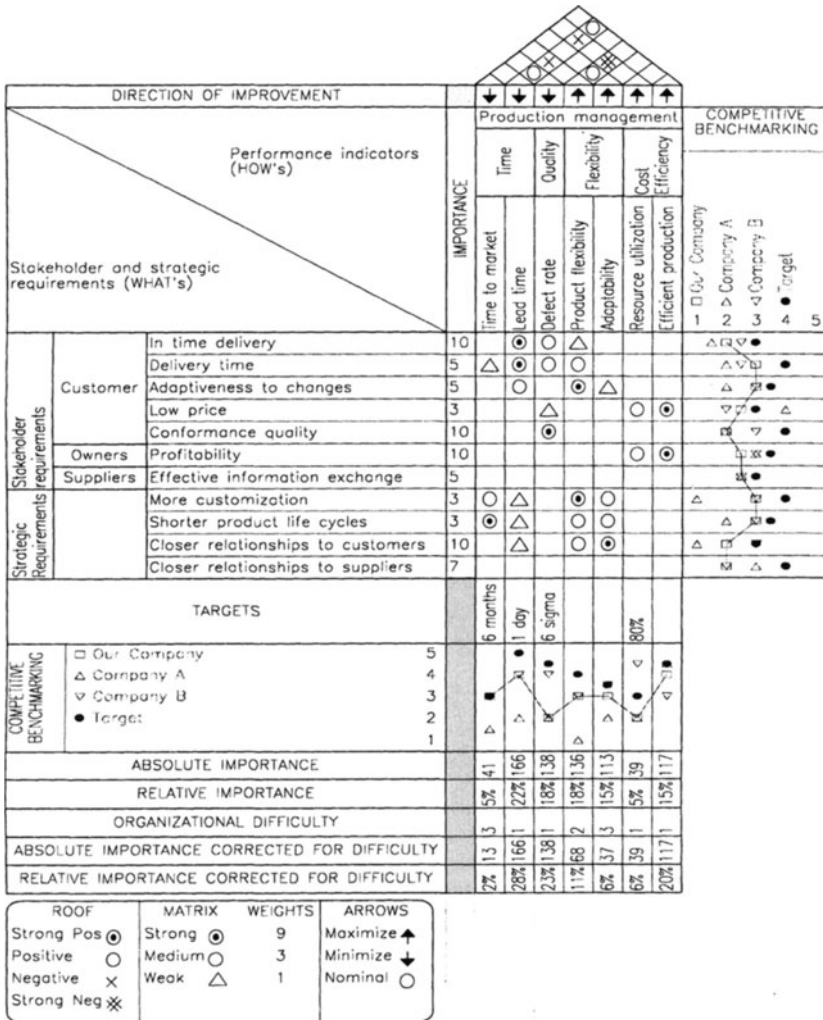 DIRECTION OF IMPROVEMENT
Production management
COMPETITIVE
BENCHMARKING
Performance indicators
(HOW's)
Stakeholder and strategic
requirements (WHAT's)
IMPORTANCE
Time
Quality
Flexibility
Cost
Efficiency
Time to market
Lead time
Defect rate
Product flexibility
Adaptability
Resource utilization
Efficient production
Our Company
Company A
Company B
Target
1 2 3 4 5
Stakeholder
requirements
Customer
In time delivery 10
Delivery time 5
Adaptiveness to changes 5
Low price 3
Conformance quality 10
Owners Profitability 10
Suppliers Effective information exchange 5
Strategic
Requirements
More customization 3
Shorter product life cycles 3
Closer relationships to customers 10
Closer relationships to suppliers 7
TARGETS 6 months 1 day 6 sigma 80%
COMPETITIVE
BENCHMARKING
Our Company 5
Company A 4
Company B 3
Target 2
1
ABSOLUTE IMPORTANCE 41 166 138 136 113 39 117
RELATIVE IMPORTANCE 5% 22% 18% 18% 15% 5% 15%
ORGANIZATIONAL DIFFICULTY 3 1 1 2 3 1 1
ABSOLUTE IMPORTANCE CORRECTED FOR DIFFICULTY 13 166 138 68 37 39 117
RELATIVE IMPORTANCE CORRECTED FOR DIFFICULTY 2% 28% 23% 11% 6% 6% 20%
ROOF MATRIX WEIGHTS ARROWS
Strong Pos Strong 9 Maximize
Positive Medium 3 Minimize
Negative Weak 1 Nominal
Strong Neg